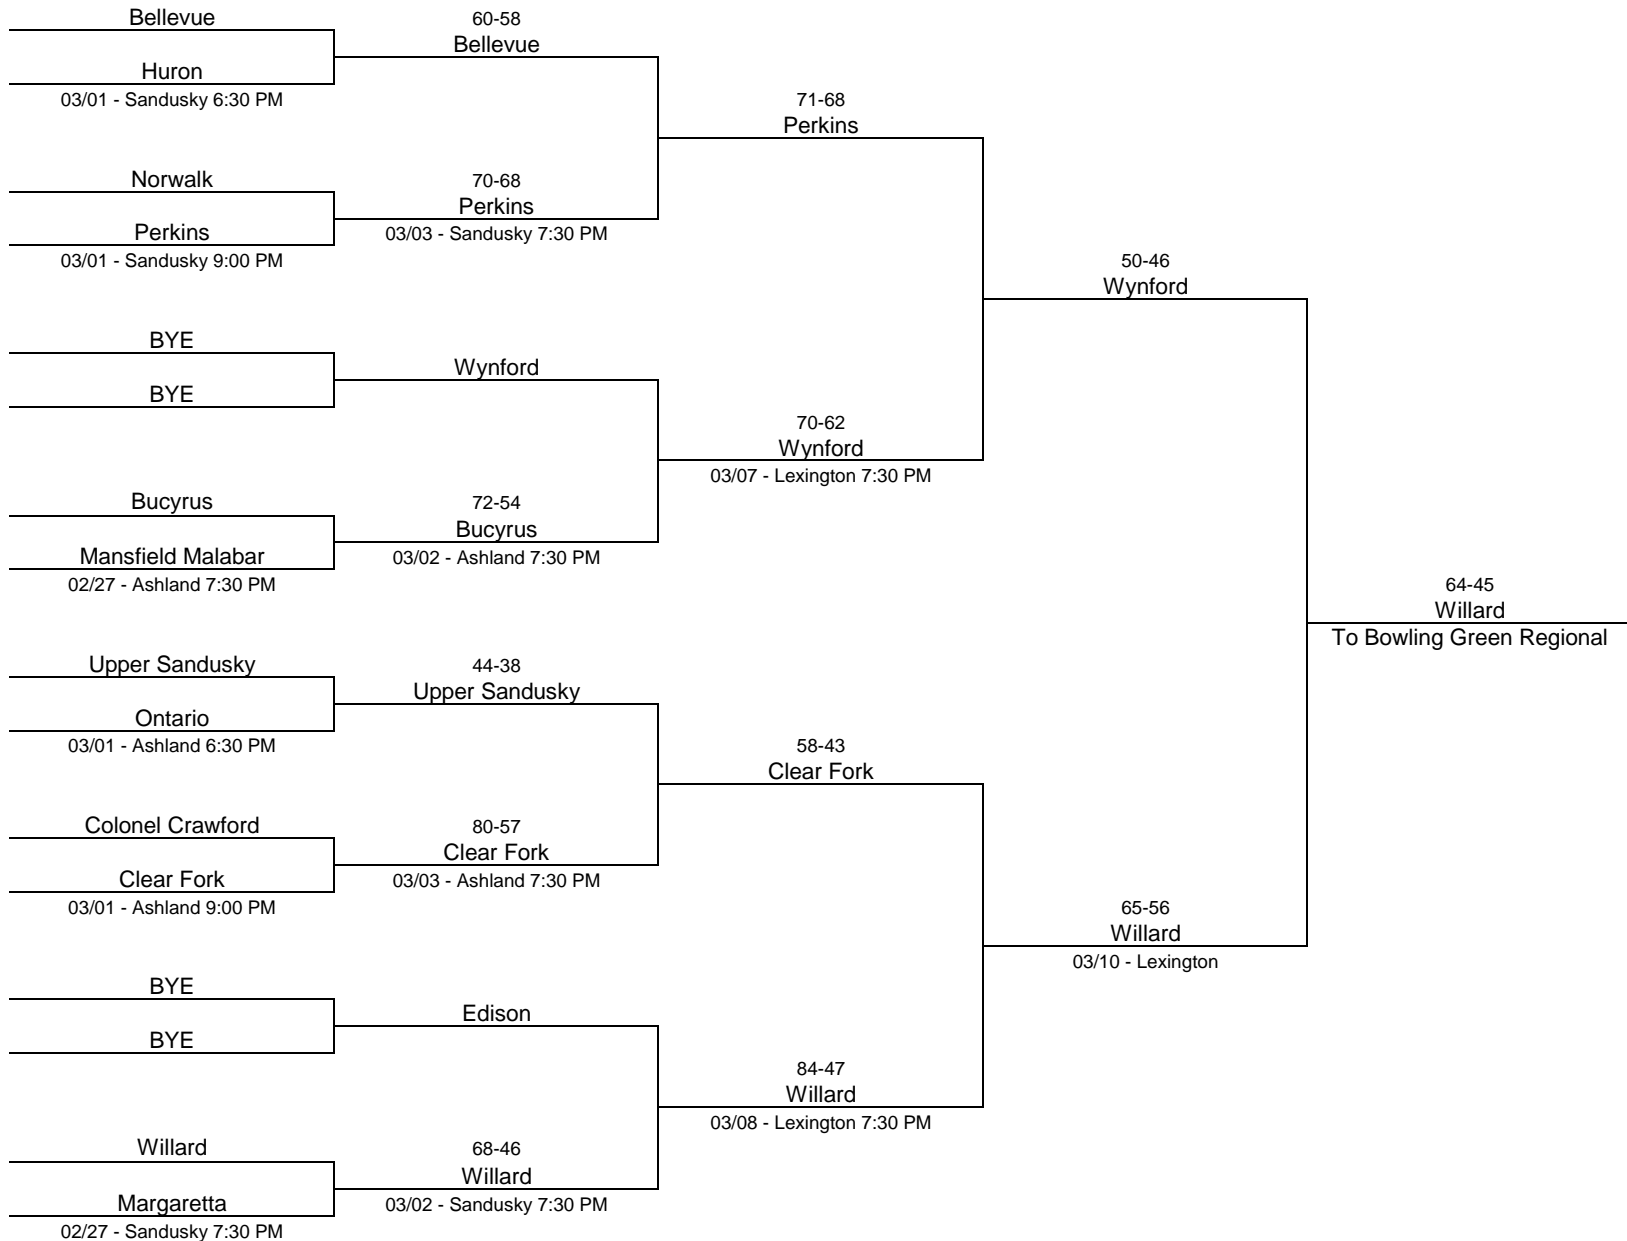 Bellevue
Huron
03/01 - Sandusky 6:30 PM
Norwalk
Perkins
03/01 - Sandusky 9:00 PM
BYE
BYE
Bucyrus
Mansfield Malabar
02/27 - Ashland 7:30 PM
Upper Sandusky
Ontario
03/01 - Ashland 6:30 PM
Colonel Crawford
Clear Fork
03/01 - Ashland 9:00 PM
BYE
BYE
Willard
Margaretta
02/27 - Sandusky 7:30 PM
60-58
Bellevue
70-68
Perkins
03/03 - Sandusky 7:30 PM
Wynford
72-54
Bucyrus
03/02 - Ashland 7:30 PM
44-38
Upper Sandusky
80-57
Clear Fork
03/03 - Ashland 7:30 PM
Edison
68-46
Willard
03/02 - Sandusky 7:30 PM
71-68
Perkins
70-62
Wynford
03/07 - Lexington 7:30 PM
58-43
Clear Fork
84-47
Willard
03/08 - Lexington 7:30 PM
50-46
Wynford
65-56
Willard
03/10 - Lexington
64-45
Willard
To Bowling Green Regional